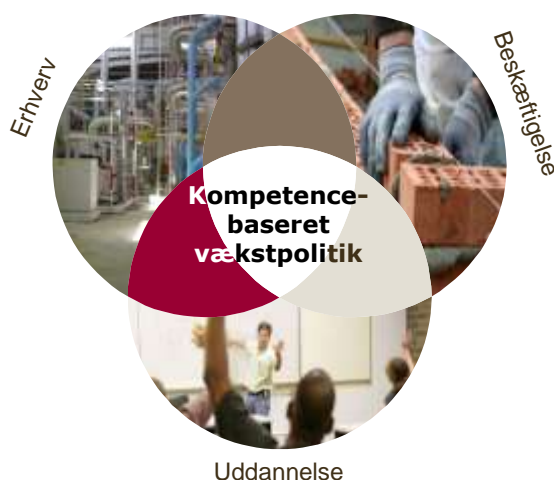 Erhverv
Beskæftigelse
Kompetence-
baseret
vækstpolitik
Uddannelse